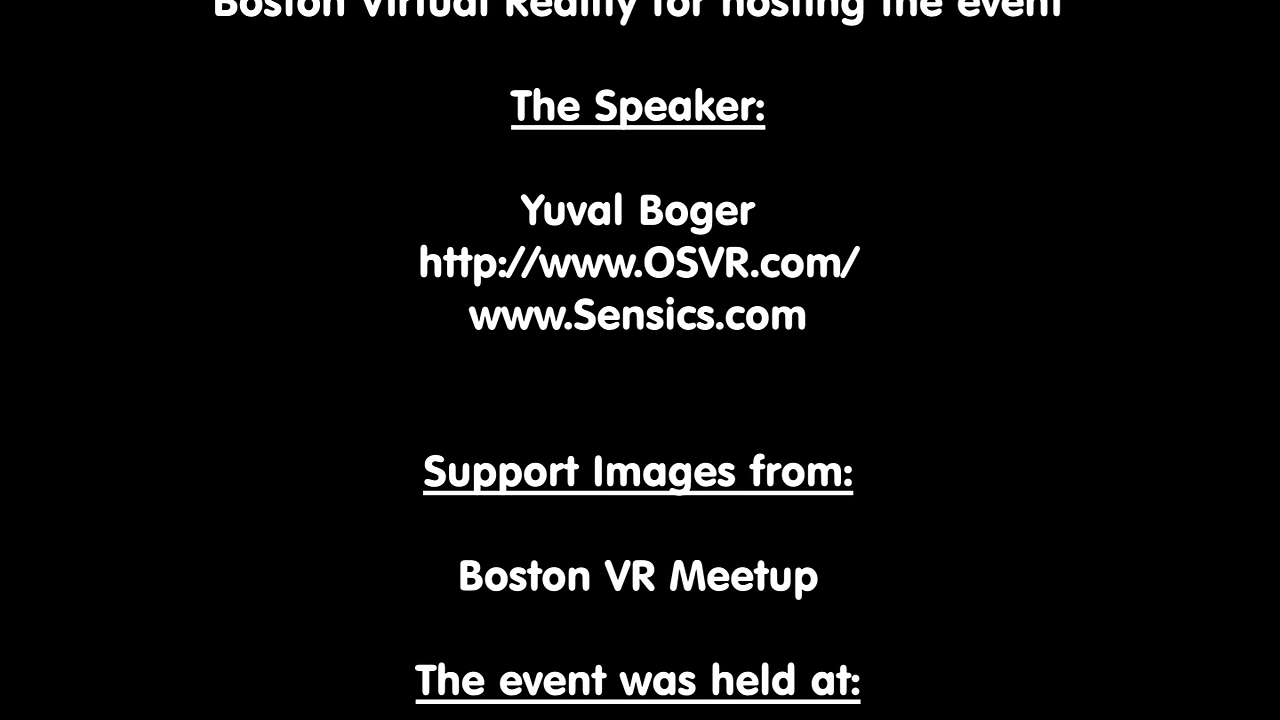 Boston Virtual Reality for hosting the event
The Speaker:
Yuval Boger
http://www.OSVR.com/
www.Sensics.com
Support Images from:
Boston VR Meetup
The event was held at: